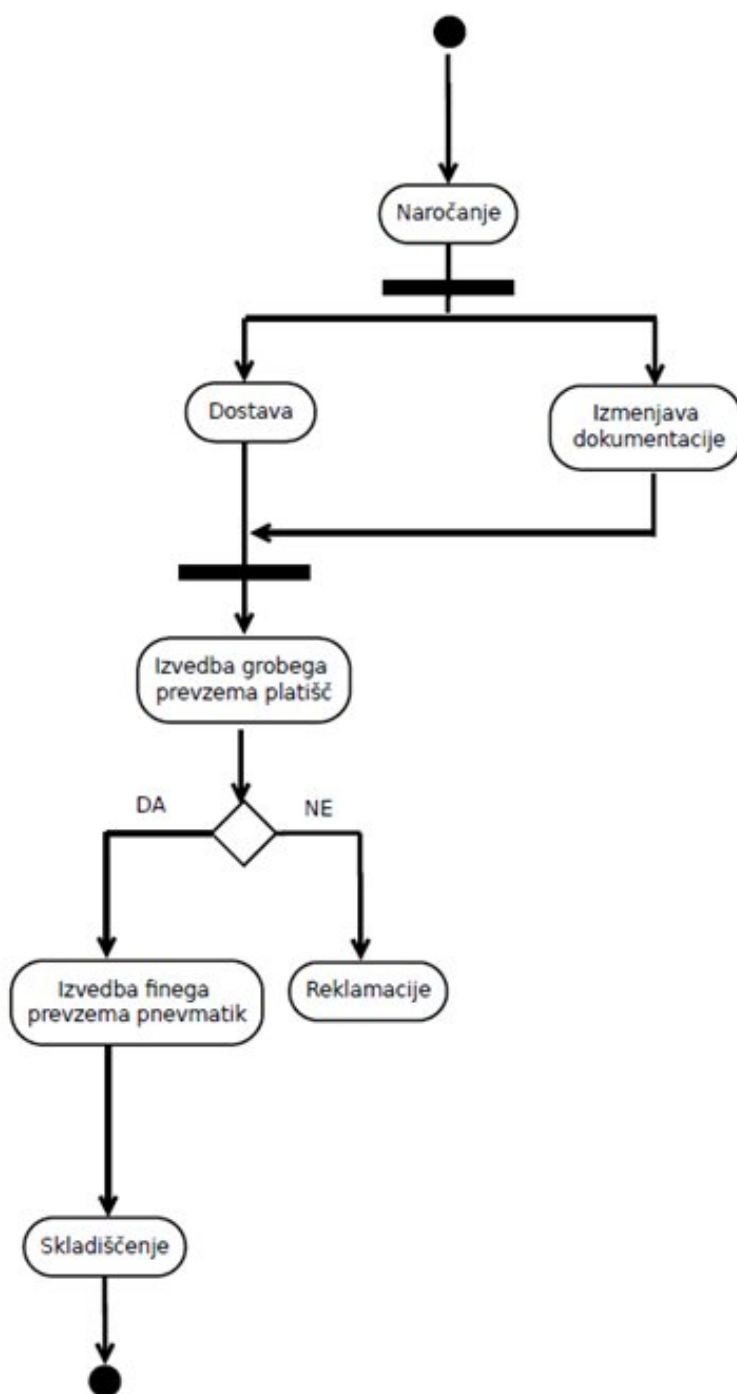 Naročanje
Dostava
Izmenjava
dokumentacije
Izvedba grobega
prevzema platišč
DA
NE
Izvedba finega
prevzema pnevmatik
Reklamacije
Skladiščenje